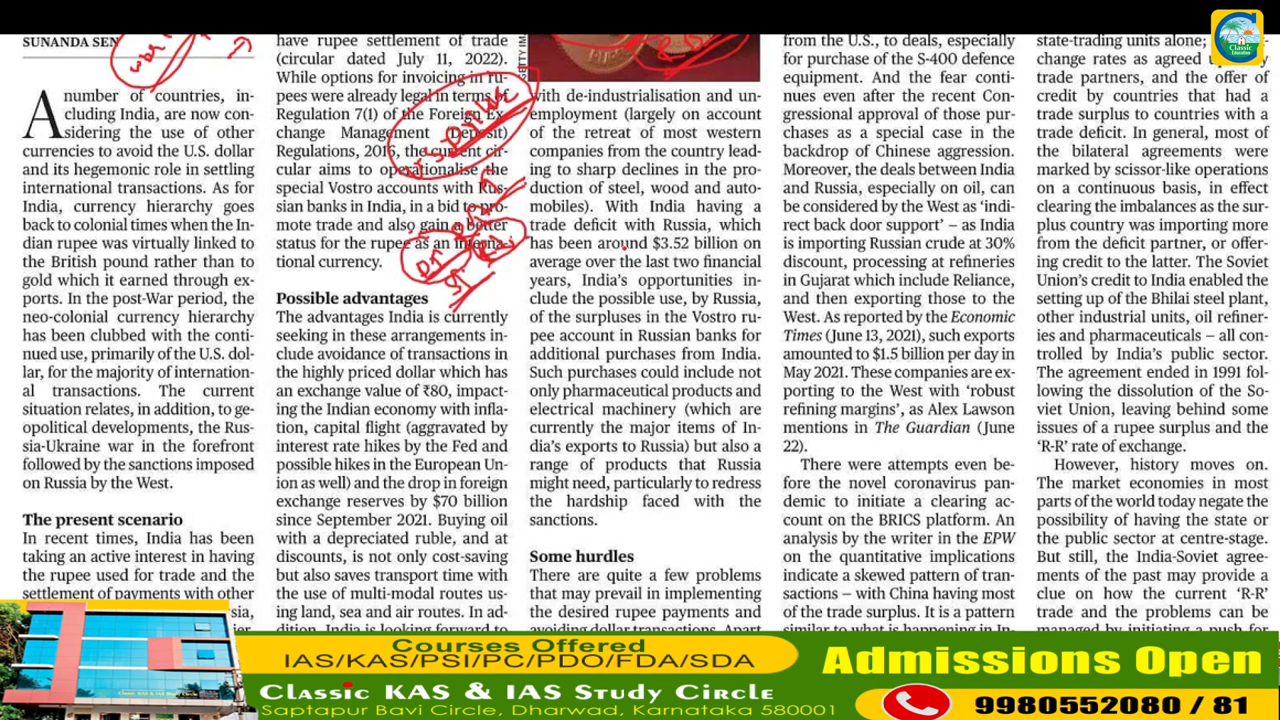 SUNANDA SEN
A number of countries, in-
cluding India, are now con-
sidering the use of other
currencies to avoid the U.S. dollar
and its hegemonic role in settling
international transactions. As for
India, currency hierarchy goes
back to colonial times when the In-
dian rupee was virtually linked to
the British pound rather than to
gold which it earned through ex-
ports. In the post-War period, the
neo-colonial currency hierarchy
has been clubbed with the conti-
nued use, primarily of the U.S. dol-
lar, for the majority of internation-
al transactions. The current
situation relates, in addition, to ge-
opolitical developments, the Rus-
sia-Ukraine war in the forefront
followed by the sanctions imposed
on Russia by the West.
The present scenario
In recent times, India has been
taking an active interest in having
the rupee used for trade and the
settlement of payments with other
have rupee settlement of trade
(circular dated July 11, 2022).
While options for invoicing in ru-
pees were already legal in terms of
Regulation 7(1) of the Foreign Ex-
change Management (Deposit)
Regulations, 2016, the current cir-
cular aims to operationalise the
special Vostro accounts with Rus-
sian banks in India, in a bid to pro-
mote trade and also gain a better
status for the rupee as an interna-
tional currency.
Possible advantages
The advantages India is currently
seeking in these arrangements in-
clude avoidance of transactions in
the highly priced dollar which has
an exchange value of ₹80, impact-
ing the Indian economy with infla-
tion, capital flight (aggravated by
interest rate hikes by the Fed and
possible hikes in the European Un-
ion as well) and the drop in foreign
exchange reserves by $70 billion
since September 2021. Buying oil
with a depreciated ruble, and at
discounts, is not only cost-saving
but also saves transport time with
the use of multi-modal routes us-
ing land, sea and air routes. In ad-
dition, India is looking forward to
GETTY IM
with de-industrialisation and un-
employment (largely on account
of the retreat of most western
companies from the country lead-
ing to sharp declines in the pro-
duction of steel, wood and auto-
mobiles). With India having a
trade deficit with Russia, which
has been around $3.52 billion on
average over the last two financial
years, India's opportunities in-
clude the possible use, by Russia,
of the surpluses in the Vostro ru-
pee account in Russian banks for
additional purchases from India.
Such purchases could include not
only pharmaceutical products and
electrical machinery (which are
currently the major items of In-
dia's exports to Russia) but also a
range of products that Russia
might need, particularly to redress
the hardship faced with the
sanctions.
Some hurdles
There are quite a few problems
that may prevail in implementing
the desired rupee payments and
avoiding dollar transactions. Apart
from the U.S., to deals, especially
for purchase of the S-400 defence
equipment. And the fear conti-
nues even after the recent Con-
gressional approval of those pur-
chases as a special case in the
backdrop of Chinese aggression.
Moreover, the deals between India
and Russia, especially on oil, can
be considered by the West as 'indi-
rect back door support' – as India
is importing Russian crude at 30%
discount, processing at refineries
in Gujarat which include Reliance,
and then exporting those to the
West. As reported by the Economic
Times (June 13, 2021), such exports
amounted to $1.5 billion per day in
May 2021. These companies are ex-
porting to the West with 'robust
refining margins', as Alex Lawson
mentions in The Guardian (June
22).
There were attempts even be-
fore the novel coronavirus pan-
demic to initiate a clearing ac-
count on the BRICS platform. An
analysis by the writer in the EPW
on the quantitative implications
indicate a skewed pattern of tran-
sactions – with China having most
of the trade surplus. It is a pattern
similar to what is happening in In-
state-trading units alone;
change rates as agreed
trade partners, and the offer of
credit by countries that had a
trade surplus to countries with a
trade deficit. In general, most of
the bilateral agreements were
marked by scissor-like operations
on a continuous basis, in effect
clearing the imbalances as the sur-
plus country was importing more
from the deficit partner, or offer-
ing credit to the latter. The Soviet
Union's credit to India enabled the
setting up of the Bhilai steel plant,
other industrial units, oil refiner-
ies and pharmaceuticals – all con-
trolled by India's public sector.
The agreement ended in 1991 fol-
lowing the dissolution of the So-
viet Union, leaving behind some
issues of a rupee surplus and the
'R-R' rate of exchange.
However, history moves on.
The market economies in most
parts of the world today negate the
possibility of having the state or
the public sector at centre-stage.
But still, the India-Soviet agree-
ments of the past may provide a
clue on how the current 'R-R'
trade and the problems can be
managed by initiating a push for
Classic
Education
Courses Offered
IAS/KAS/PSI/PC/PDO/FDA/SDA
Classic KAS & IAS Study Circle
Saptapur Bavi Circle, Dharwad, Karnataka 580001
Admissions Open
9980552080 / 81